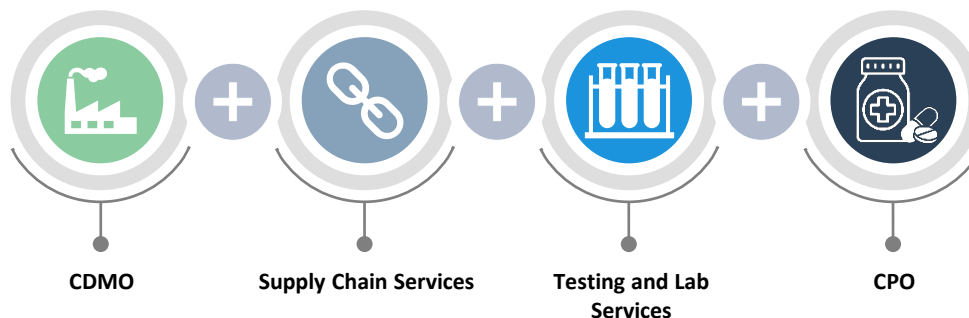 CDMO
Supply Chain Services
Testing and Lab
Services
CPO